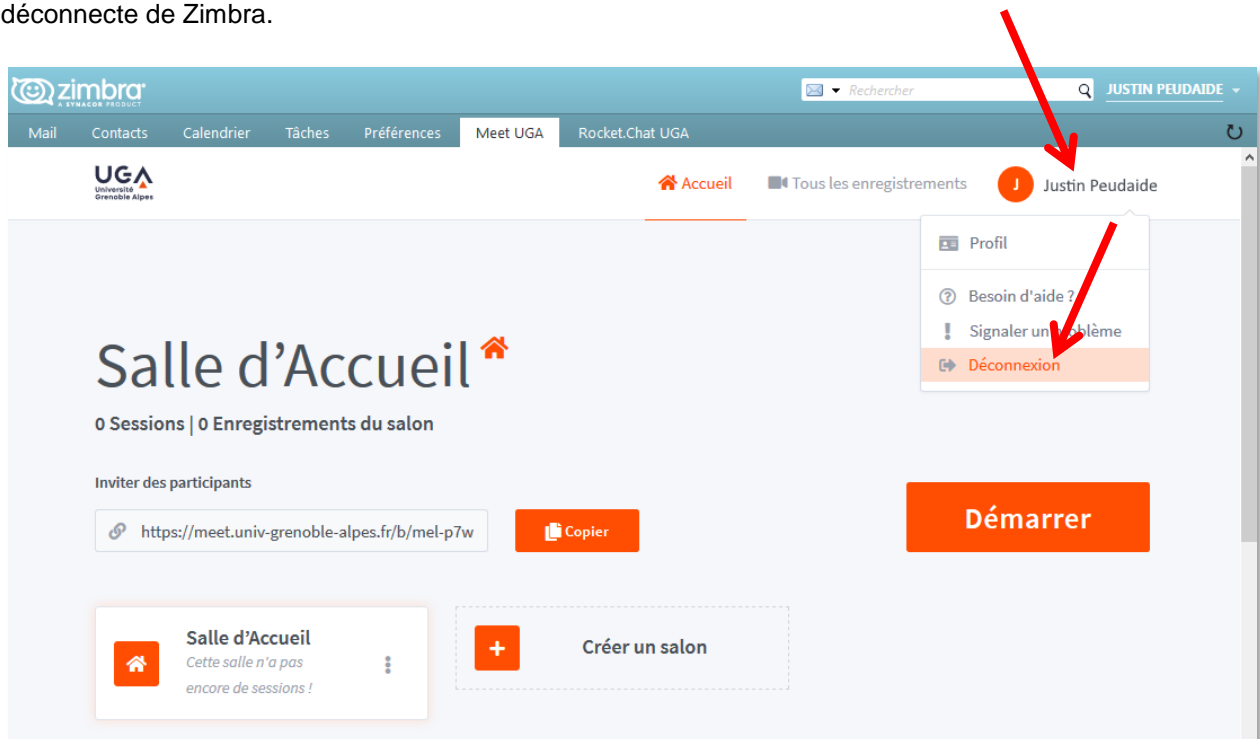 déconnecte de Zimbra.
zimbra
A SYNACOR PRODUCT
Rechercher
JUSTIN PEUDAIDE
Mail Contacts Calendrier Tâches Préférences Meet UGA Rocket.Chat UGA
UGA
Université
Grenoble Alpes
Accueil Tous les enregistrements J Justin Peudaide
Profil
Besoin d'aide ?
Signaler un problème
Déconnexion
Salle d’Accueil
0 Sessions | 0 Enregistrements du salon
Inviter des participants
https://meet.univ-grenoble-alpes.fr/b/mel-p7w
Copier
Démarrer
Salle d’Accueil
Cette salle n'a pas
encore de sessions !
+ Créer un salon